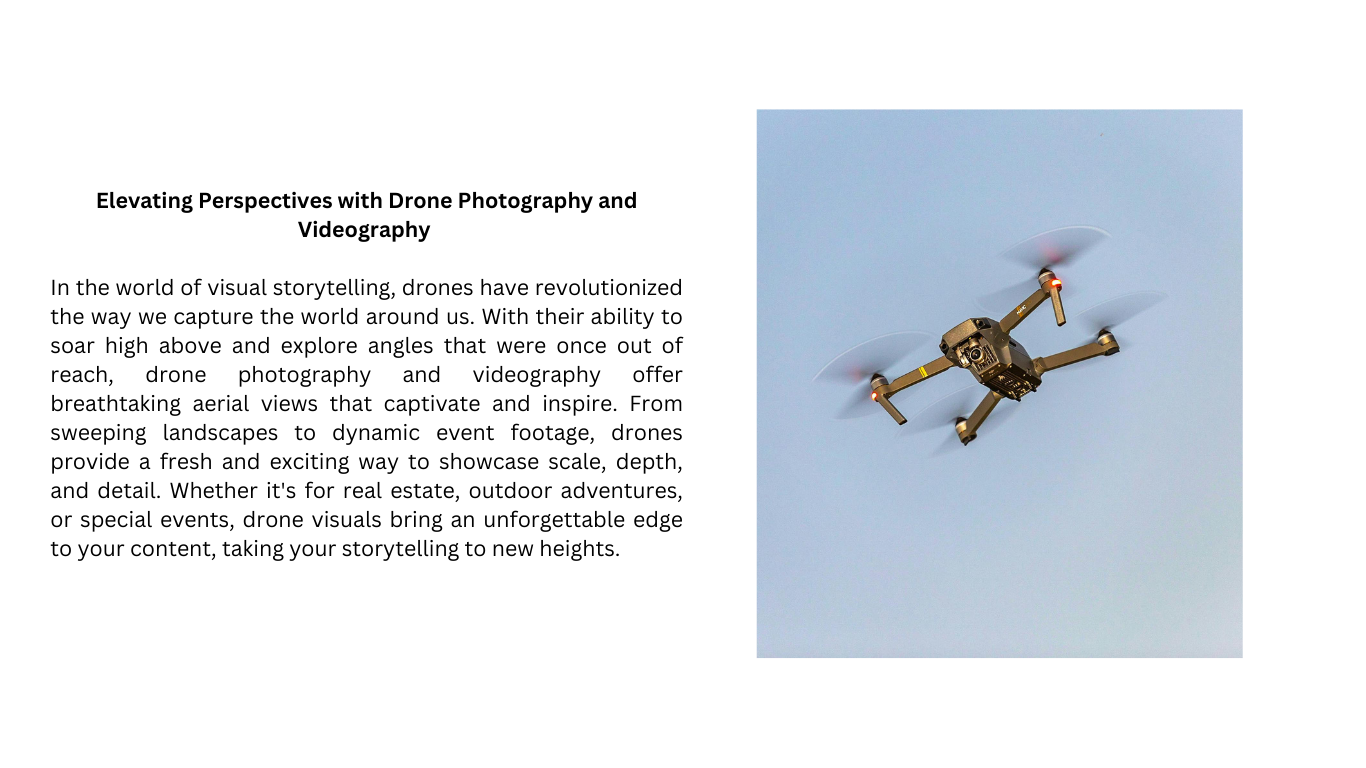 Elevating Perspectives with Drone Photography and
Videography
In the world of visual storytelling, drones have revolutionized
the way we capture the world around us. With their ability to
soar high above and explore angles that were once out of
reach, drone photography and videography offer
breathtaking aerial views that captivate and inspire. From
sweeping landscapes to dynamic event footage, drones
provide a fresh and exciting way to showcase scale, depth,
and detail. Whether it's for real estate, outdoor adventures,
or special events, drone visuals bring an unforgettable edge
to your content, taking your storytelling to new heights.